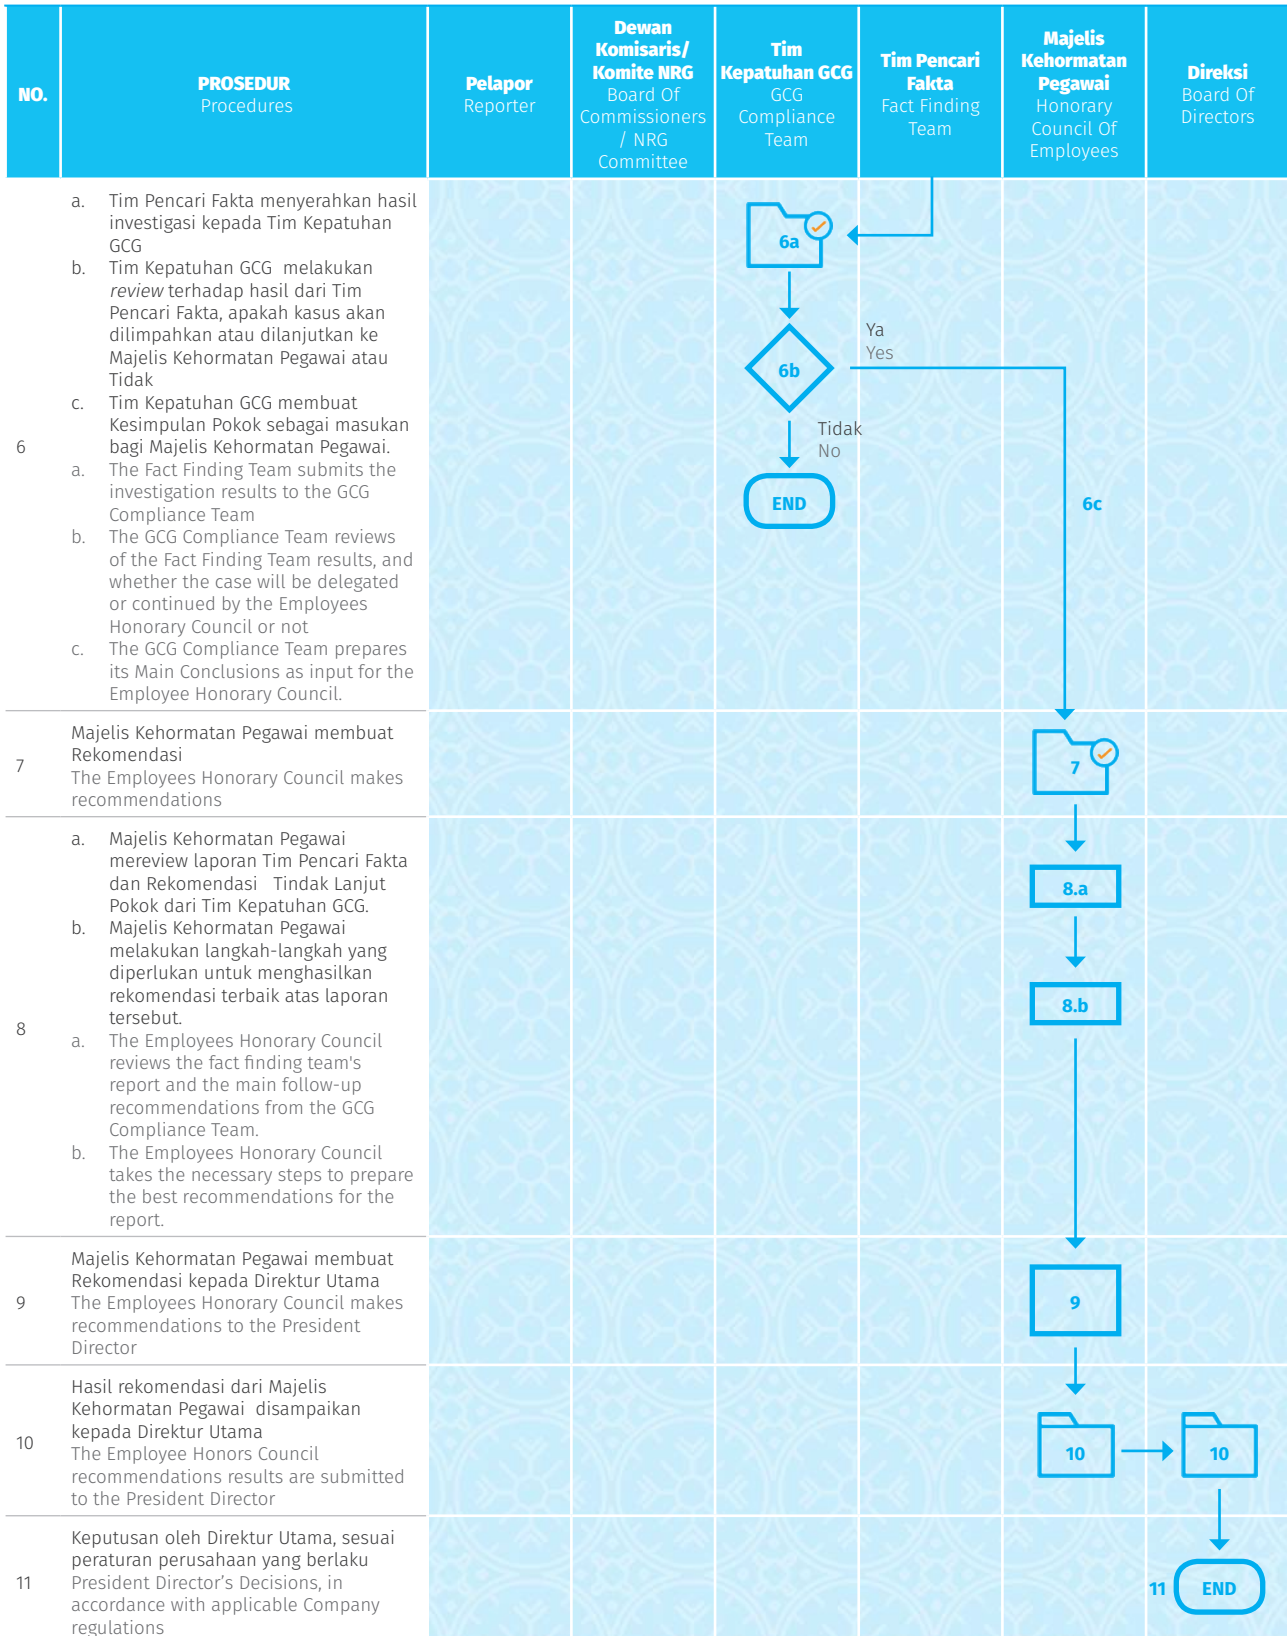 NO.
PROSEDUR
Procedures
Pelapor
Reporter
Dewan
Komisaris/
Komite NRG
Board Of
Commissioners
/ NRG
Committee
Tim
Kepatuhan GCG
GCG
Compliance
Team
Tim Pencari
Fakta
Fact Finding
Team
Majelis
Kehormatan
Pegawai
Honorary
Council Of
Employees
Direksi
Board Of
Directors
6
a. Tim Pencari Fakta menyerahkan hasil
investigasi kepada Tim Kepatuhan
GCG
b. Tim Kepatuhan GCG melakukan
review terhadap hasil dari Tim
Pencari Fakta, apakah kasus akan
dilimpahkan atau dilanjutkan ke
Majelis Kehormatan Pegawai atau
Tidak
c. Tim Kepatuhan GCG membuat
Kesimpulan Pokok sebagai masukan
bagi Majelis Kehormatan Pegawai.
a. The Fact Finding Team submits the
investigation results to the GCG
Compliance Team
b. The GCG Compliance Team reviews
of the Fact Finding Team results, and
whether the case will be delegated
or continued by the Employees
Honorary Council or not
c. The GCG Compliance Team prepares
its Main Conclusions as input for the
Employee Honorary Council.
6a
6b
Ya
Yes
Tidak
No
END
6c
7
Majelis Kehormatan Pegawai membuat
Rekomendasi
The Employees Honorary Council makes
recommendations
7
8
a. Majelis Kehormatan Pegawai
mereview laporan Tim Pencari Fakta
dan Rekomendasi Tindak Lanjut
Pokok dari Tim Kepatuhan GCG.
b. Majelis Kehormatan Pegawai
melakukan langkah-langkah yang
diperlukan untuk menghasilkan
rekomendasi terbaik atas laporan
tersebut.
a. The Employees Honorary Council
reviews the fact finding team's
report and the main follow-up
recommendations from the GCG
Compliance Team.
b. The Employees Honorary Council
takes the necessary steps to prepare
the best recommendations for the
report.
8.a
8.b
9
Majelis Kehormatan Pegawai membuat
Rekomendasi kepada Direktur Utama
The Employees Honorary Council makes
recommendations to the President
Director
9
10
Hasil rekomendasi dari Majelis
Kehormatan Pegawai disampaikan
kepada Direktur Utama
The Employee Honors Council
recommendations results are submitted
to the President Director
10
10
11
Keputusan oleh Direktur Utama, sesuai
peraturan perusahaan yang berlaku
President Director's Decisions, in
accordance with applicable Company
regulations
11
END